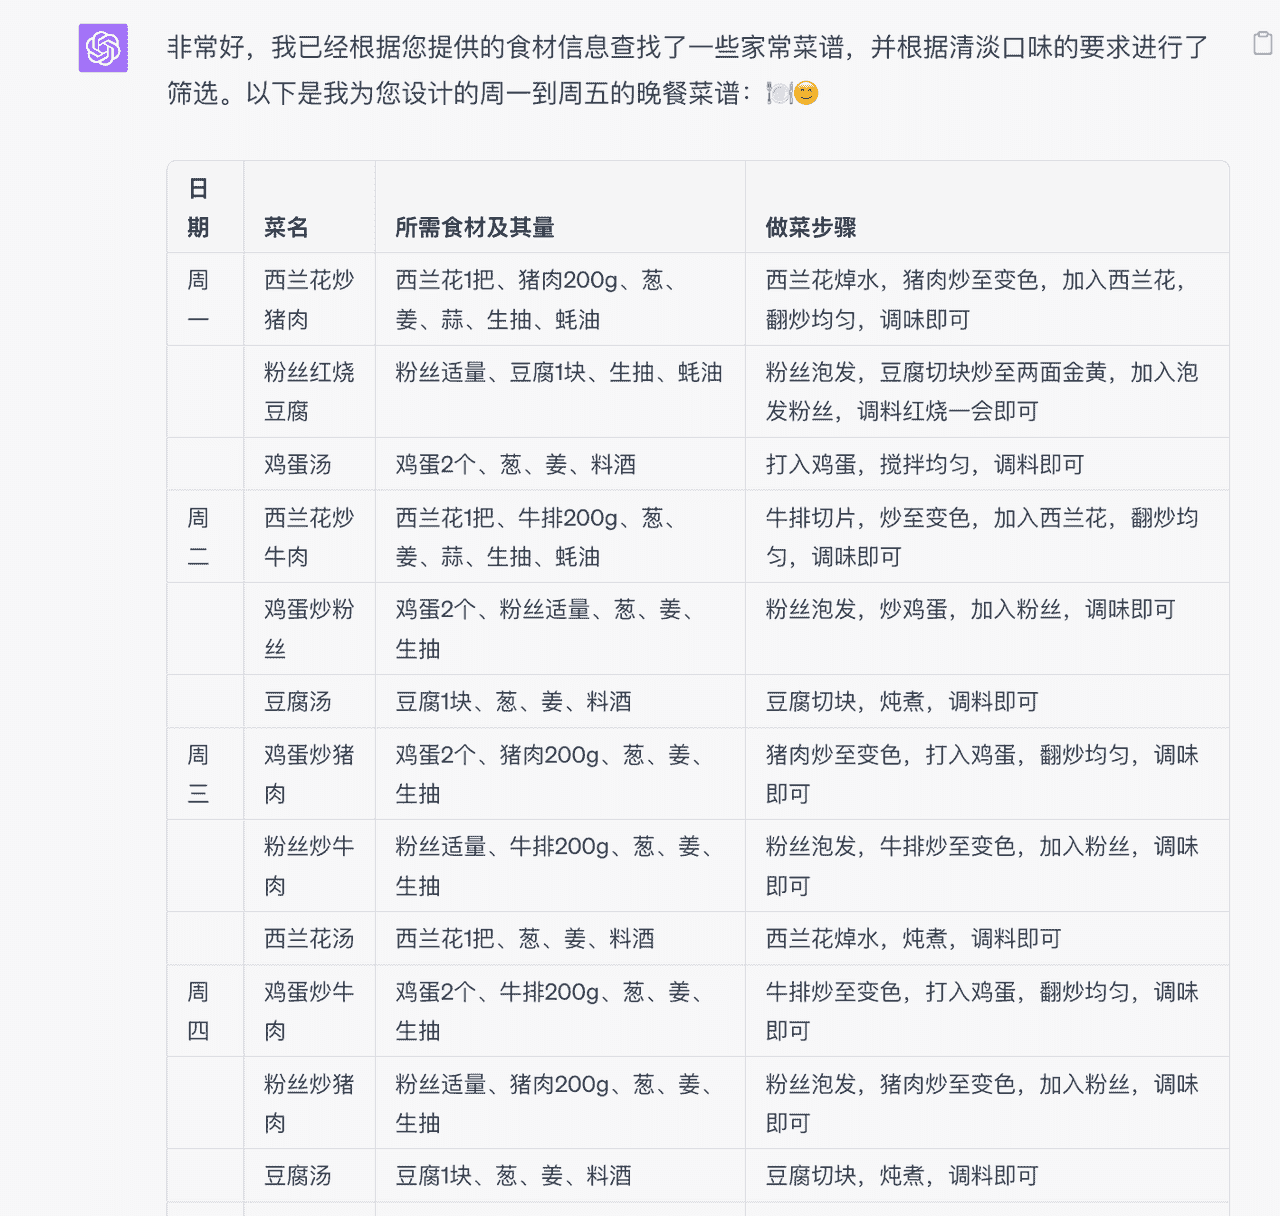 非常好，我已经根据您提供的食材信息查找了一些家常菜谱，并根据清淡口味的要求进行了
筛选。以下是我为您设计的周一到周五的晚餐菜谱：🍽😊
日期 菜名 所需食材及其量 做菜步骤
周一 西兰花炒猪肉 西兰花1把、猪肉200g、葱、姜、蒜、生抽、蚝油 西兰花焯水，猪肉炒至变色，加入西兰花，翻炒均匀，调味即可
粉丝红烧豆腐 粉丝适量、豆腐1块、生抽、蚝油 粉丝泡发，豆腐切块炒至两面金黄，加入泡发粉丝，调料红烧一会即可
鸡蛋汤 鸡蛋2个、葱、姜、料酒 打入鸡蛋，搅拌均匀，调料即可
周二 西兰花炒牛肉 西兰花1把、牛排200g、葱、姜、蒜、生抽、蚝油 牛排切片，炒至变色，加入西兰花，翻炒均匀，调味即可
鸡蛋炒粉丝 鸡蛋2个、粉丝适量、葱、姜、生抽 粉丝泡发，炒鸡蛋，加入粉丝，调味即可
豆腐汤 豆腐1块、葱、姜、料酒 豆腐切块，炖煮，调料即可
周三 鸡蛋炒猪肉 鸡蛋2个、猪肉200g、葱、姜、生抽 猪肉炒至变色，打入鸡蛋，翻炒均匀，调味即可
粉丝炒牛肉 粉丝适量、牛排200g、葱、姜、生抽 粉丝泡发，牛排炒至变色，加入粉丝，调味即可
西兰花汤 西兰花1把、葱、姜、料酒 西兰花焯水，炖煮，调料即可
周四 鸡蛋炒牛肉 鸡蛋2个、牛排200g、葱、姜、生抽 牛排炒至变色，打入鸡蛋，翻炒均匀，调味即可
粉丝炒猪肉 粉丝适量、猪肉200g、葱、姜、生抽 粉丝泡发，猪肉炒至变色，加入粉丝，调味即可
豆腐汤 豆腐1块、葱、姜、料酒 豆腐切块，炖煮，调料即可